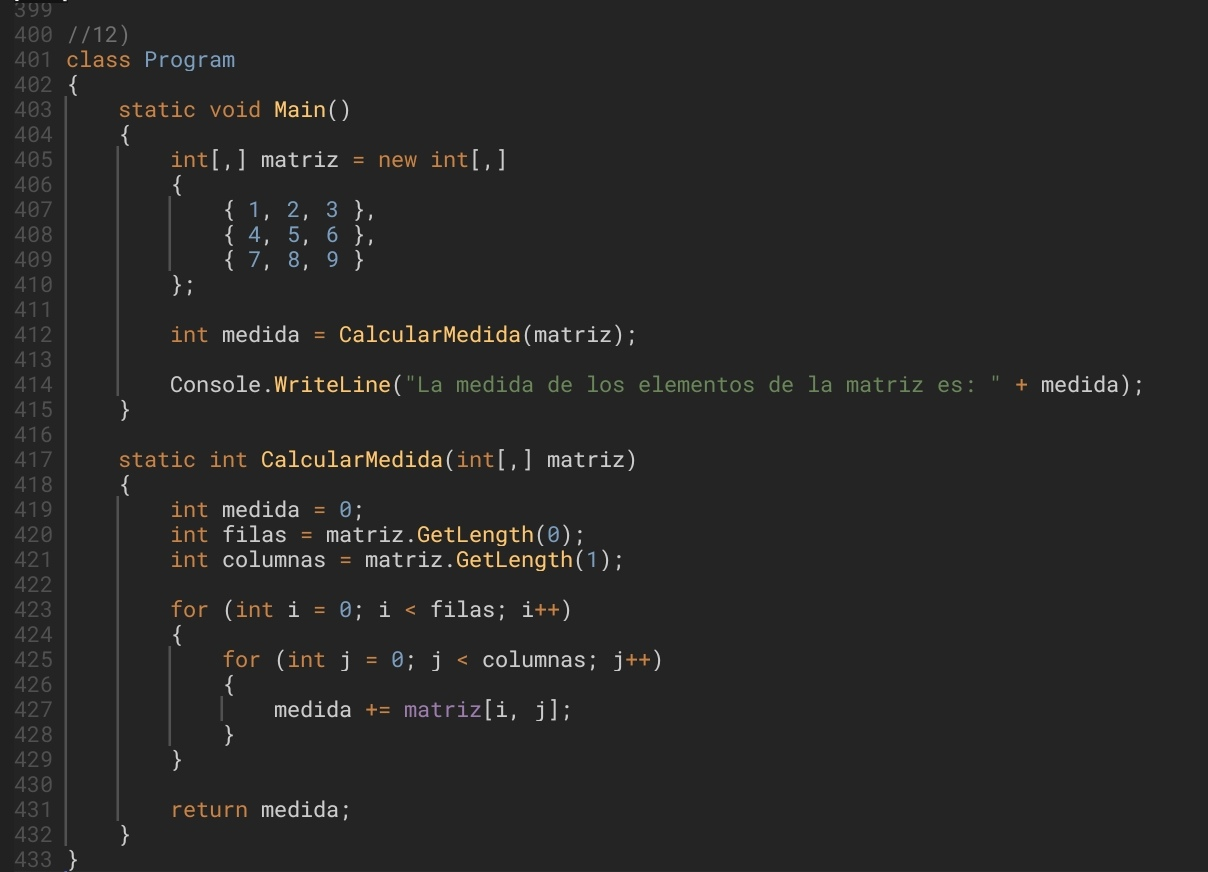 399
400 //12)
401 class Program
402 {
403     static void Main()
404     {
405         int[,] matriz = new int[,]
406         {
407             { 1, 2, 3 },
408             { 4, 5, 6 },
409             { 7, 8, 9 }
410         };
411
412         int medida = CalcularMedida(matriz);
413
414         Console.WriteLine("La medida de los elementos de la matriz es: " + medida);
415     }
416
417     static int CalcularMedida(int[,] matriz)
418     {
419         int medida = 0;
420         int filas = matriz.GetLength(0);
421         int columnas = matriz.GetLength(1);
422
423         for (int i = 0; i < filas; i++)
424         {
425             for (int j = 0; j < columnas; j++)
426             {
427                 medida += matriz[i, j];
428             }
429         }
430
431         return medida;
432     }
433 }